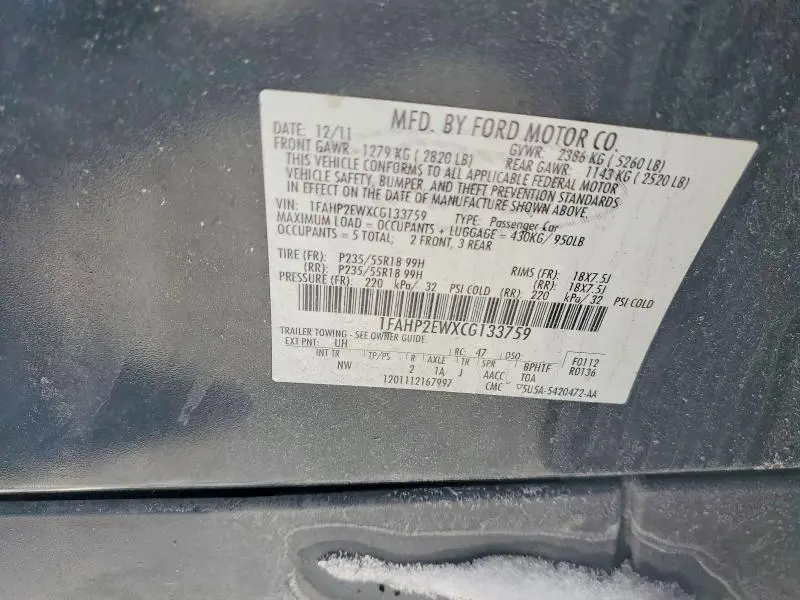 MFD. BY FORD MOTOR CO.
DATE: 12/11 GVWR: 2386 KG ( 5260 LB)
FRONT GAWR: 1279 KG ( 2820 LB) REAR GAWR: 1143 KG ( 2520 LB)
THIS VEHICLE CONFORMS TO ALL APPLICABLE FEDERAL MOTOR
VEHICLE SAFETY, BUMPER, AND THEFT PREVENTION STANDARDS
IN EFFECT ON THE DATE OF MANUFACTURE SHOWN ABOVE.
VIN: 1FAHP2EWXCG133759 TYPE: Passenger Car
MAXIMUM LOAD = OCCUPANTS + LUGGAGE = 430KG/ 950LB
OCCUPANTS = 5 TOTAL; 2 FRONT, 3 REAR
TIRE (FR): P235/55R18 99H RIMS (FR): 18X7.5J
(RR): P235/55R18 99H (RR): 18X7.5J
PRESSURE (FR): 220 kPa/ 32 PSI COLD (RR): 220 kPa/ 32 PSI COLD
1FAHP2EWXCG133759
TRAILER TOWING - SEE OWNER GUIDE
EXT PNT: UH RC: 47 DSO: F0112
INT TR TP/PS R AXLE TR SPR BPH1F R0136
NW 2 1A J AACC TOA
1201112167997 CMC ▽5U5A-5420472-AA